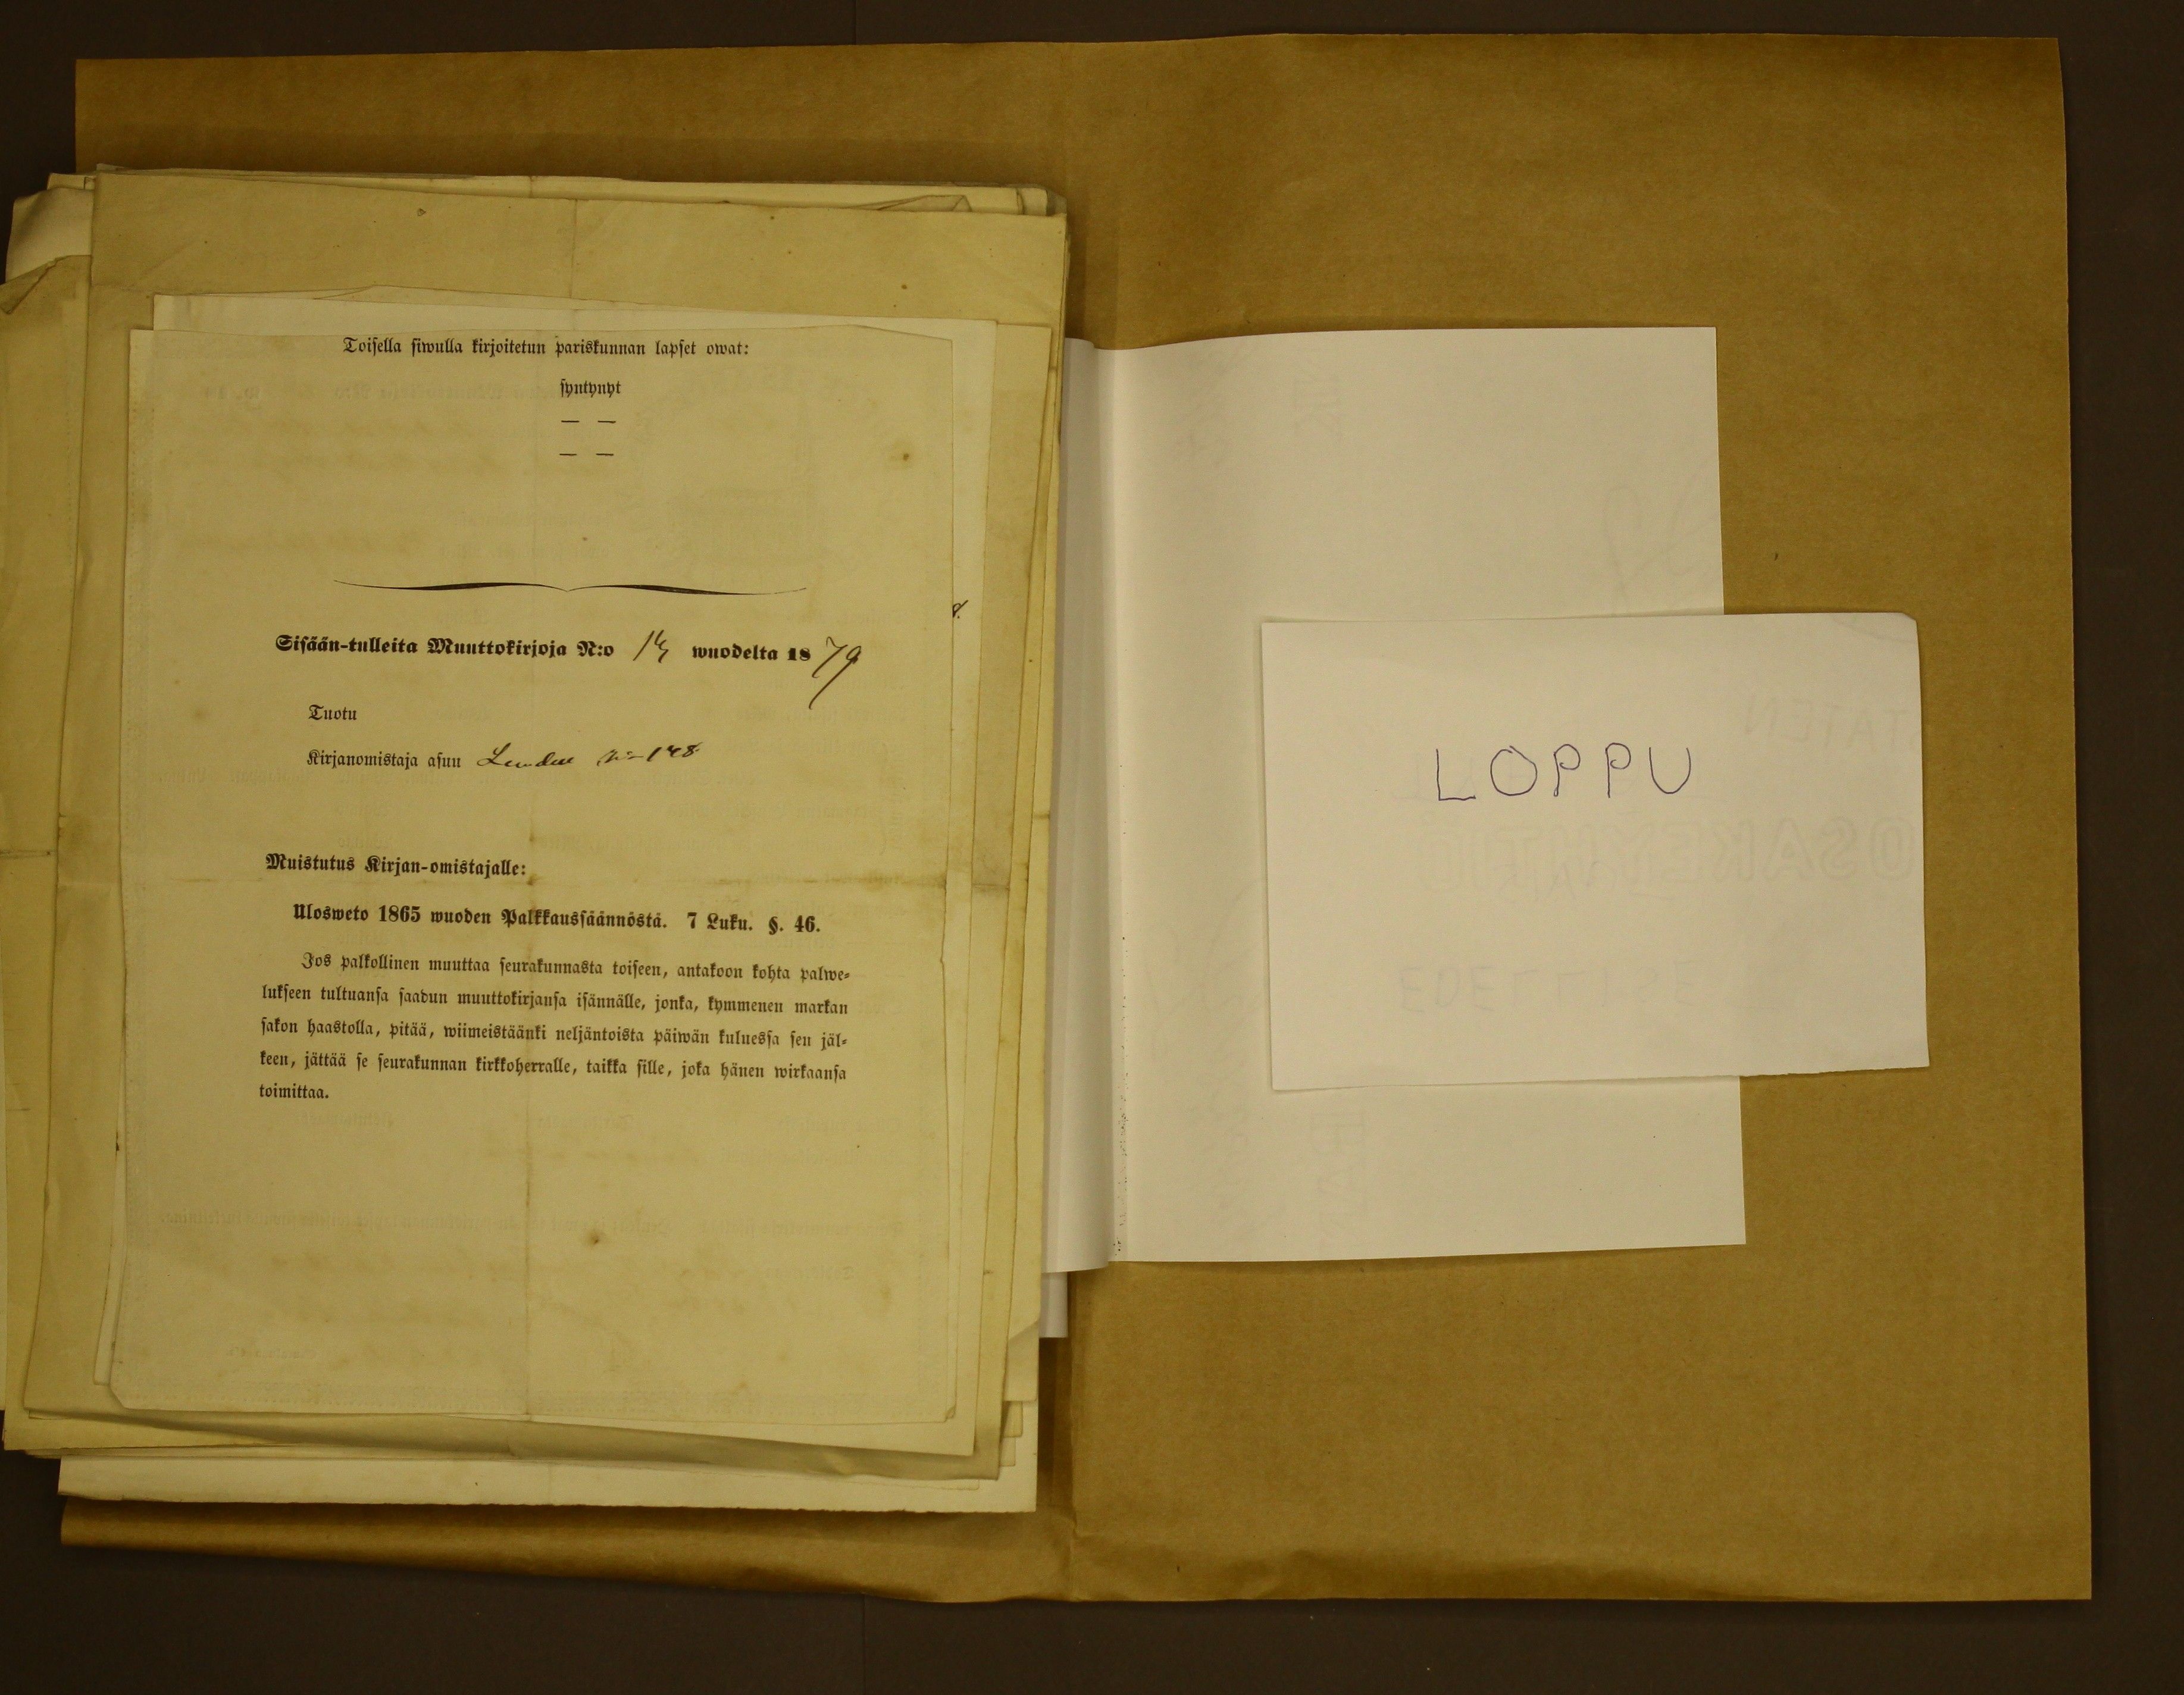 Toisella siwulla kirjoitetun pariskunnan lapset owat:
syntynyt
— —
— —
Sisään-tulleita Muuttokirjoja N:o wuodelta 1879
Tuotu
Kirjanomistaja asuu No 148
Muistutus Kirjan-omistajalle:
Ulosweto 1865 wuoden Palkkaussäännöstä. 7 Luku. §. 46.
Jos palkollinen muuttaa seurakunnasta toiseen, antakoon kohta palwe-
lukseen tultuansa saadun muuttokirjansa isännälle, jonka, kymmenen markan
sakon haastolla, pitää, wiimeistäänki neljäntoista päiwän kuluessa sen jäl-
keen, jättää se seurakunnan kirkkoherralle, taikka sille, joka hänen wirkaansa
toimittaa.
LOPPU